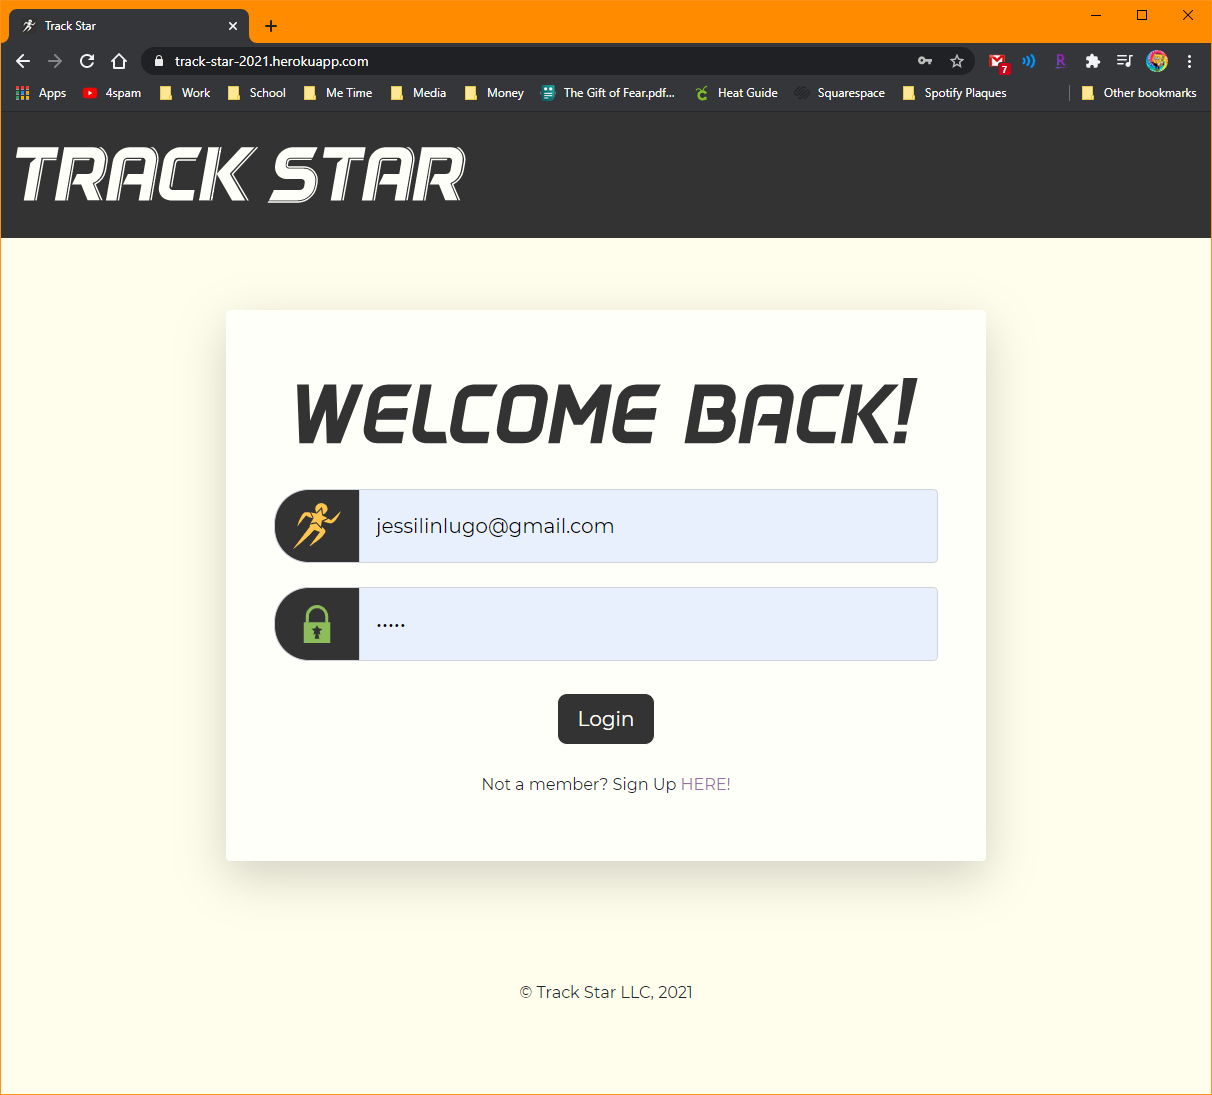 Track Star
track-star-2021.herokuapp.com
7
R
Apps 4spam Work School Me Time Media Money The Gift of Fear.pdf... Heat Guide Squarespace Spotify Plaques Other bookmarks
TRACK STAR
WELCOME BACK!
jessilinlugo@gmail.com
•••••
Login
Not a member? Sign Up HERE!
© Track Star LLC, 2021